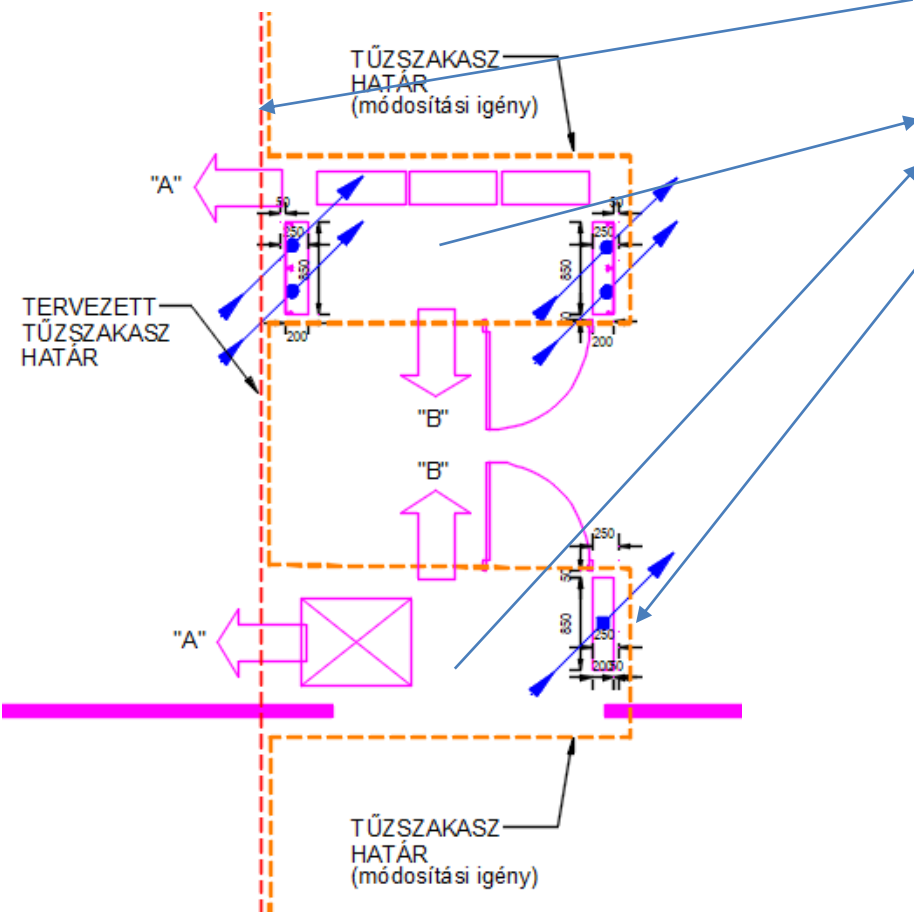 TŰZSZAKASZ
HATÁR
(módosítási igény)
"A"
50
50
250
250
850
850
TERVEZETT
TŰZSZAKASZ
HATÁR
50
200
200
"B"
"B"
250
50
850
"A"
250
200
50
TŰZSZAKASZ
HATÁR
(módosítási igény)